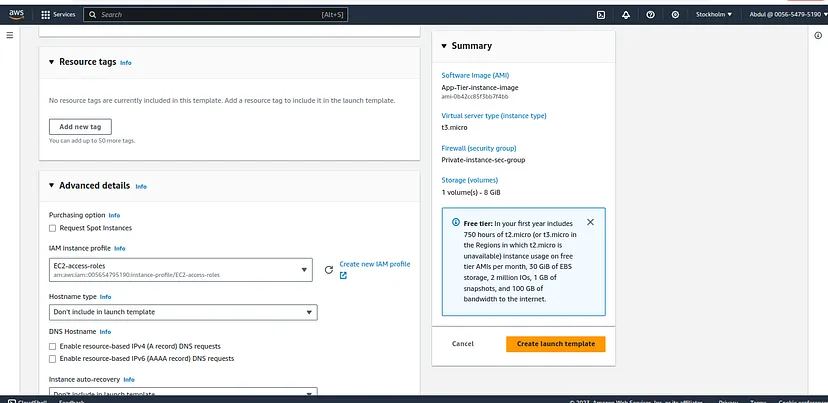 aws
Services
Search
[Alt+S]
Stockholm
Abdul @ 0056-5479-5190
Resource tags Info
No resource tags are currently included in this template. Add a resource tag to include it in the launch template.
Add new tag
You can add up to 50 more tags.
Advanced details Info
Purchasing option Info
Request Spot Instances
IAM instance profile Info
EC2-access-roles
arn:aws:iam::005654795190:instance-profile/EC2-access-roles
Create new IAM profile
Hostname type Info
Don't include in launch template
DNS Hostname Info
Enable resource-based IPv4 (A record) DNS requests
Enable resource-based IPv6 (AAAA record) DNS requests
Instance auto-recovery Info
Don't include in launch template
Summary
Software Image (AMI)
App-Tier-instance-image
ami-0b42cc85f3bb7f4bb
Virtual server type (instance type)
t3.micro
Firewall (security group)
Private-instance-sec-group
Storage (volumes)
1 volume(s) - 8 GiB
Free tier: In your first year includes
750 hours of t2.micro (or t3.micro in
the Regions in which t2.micro is
unavailable) instance usage on free
tier AMIs per month, 30 GiB of EBS
storage, 2 million IOs, 1 GB of
snapshots, and 100 GB of
bandwidth to the internet.
Cancel
Create launch template
CloudShell Feedback
© 2023, Amazon Web Services, Inc. or its affiliates. Privacy Terms Cookie preferences